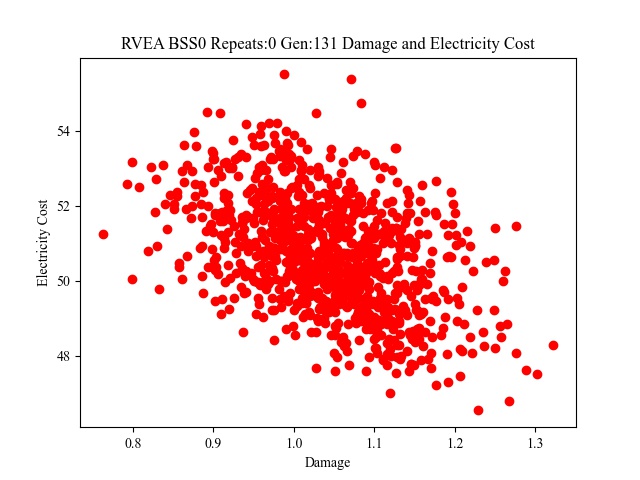 RVEA BSS0 Repeats:0 Gen:131 Damage and Electricity Cost
54
52
50
48
Electricity Cost
0.8 0.9 1.0 1.1 1.2 1.3
Damage